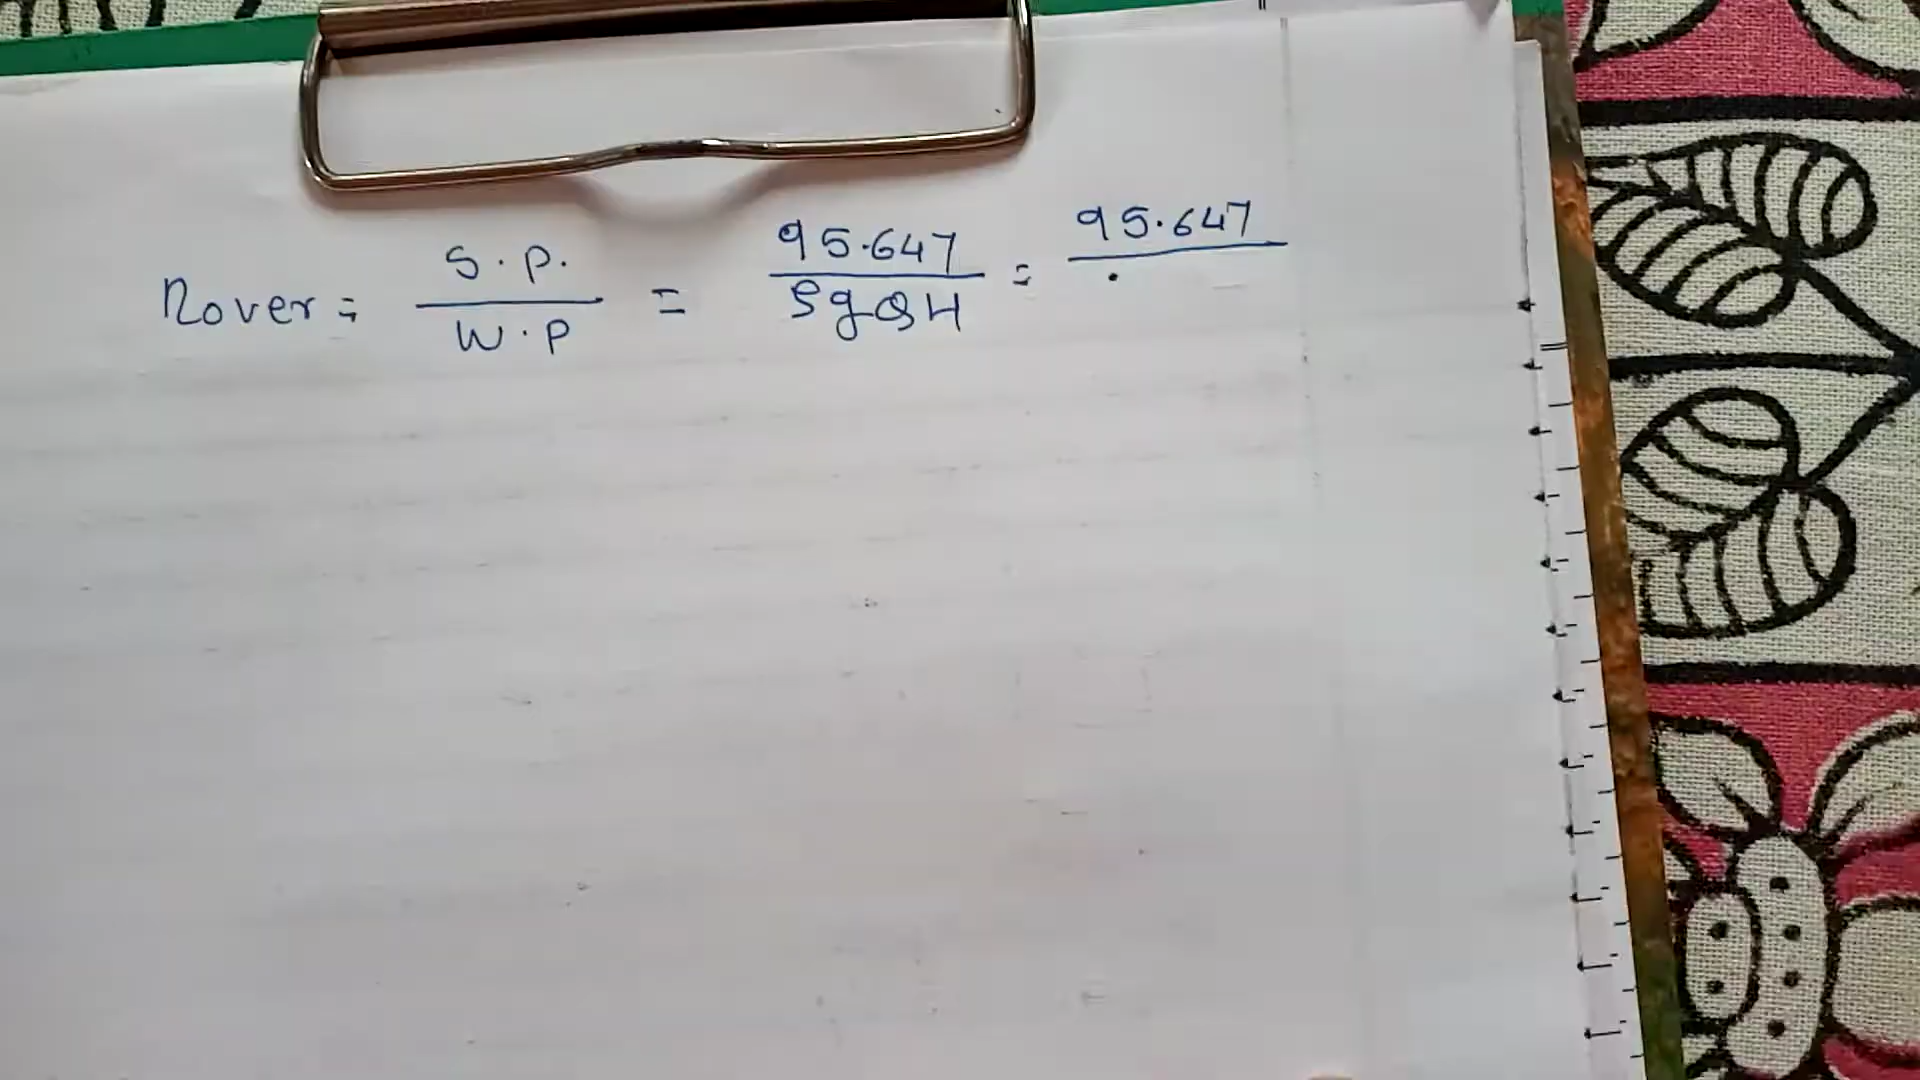 ηover = S.P. / W.P = 95.647 / ρgQH = 95.647 /